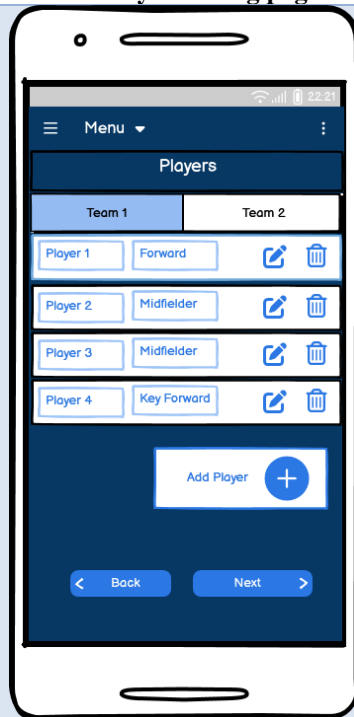 22:21
Menu
Players
Team 1 Team 2
Player 1 Forward
Player 2 Midfielder
Player 3 Midfielder
Player 4 Key Forward
Add Player
Back Next